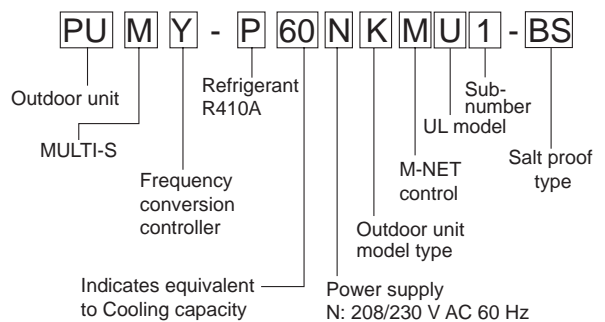 PU M Y - P 60 N K M U 1 - BS
Outdoor unit
MULTI-S
Frequency
conversion
controller
Refrigerant
R410A
Indicates equivalent
to Cooling capacity
Power supply
N: 208/230 V AC 60 Hz
Outdoor unit
model type
M-NET
control
UL model
Sub-
number
Salt proof
type